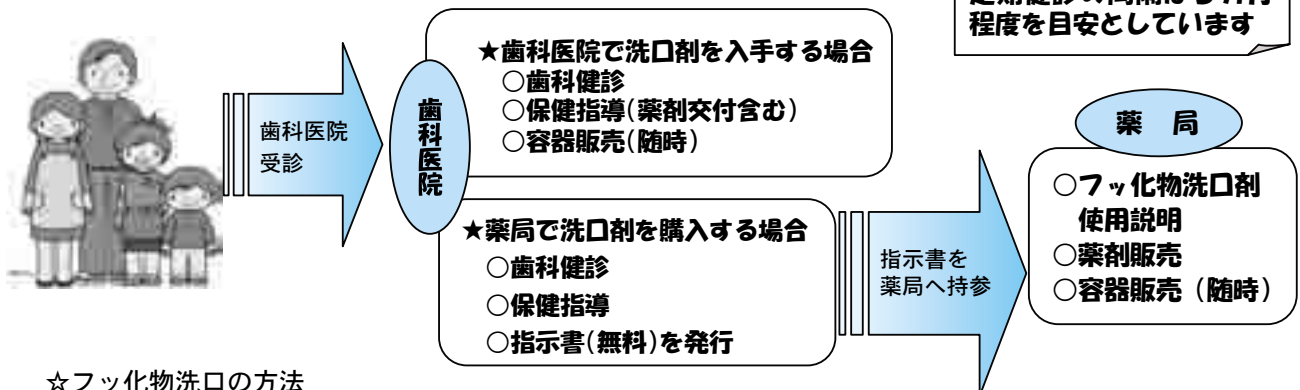 程度を目安としています
歯科医院
受診
歯科医院
★歯科医院で洗口剤を入手する場合
○歯科健診
○保健指導(薬剤交付含む)
○容器販売(随時)
★薬局で洗口剤を購入する場合
○歯科健診
○保健指導
○指示書(無料)を発行
指示書を
薬局へ持参
薬 局
○フッ化物洗口剤
使用説明
○薬剤販売
○容器販売（随時）
☆フッ化物洗口の方法